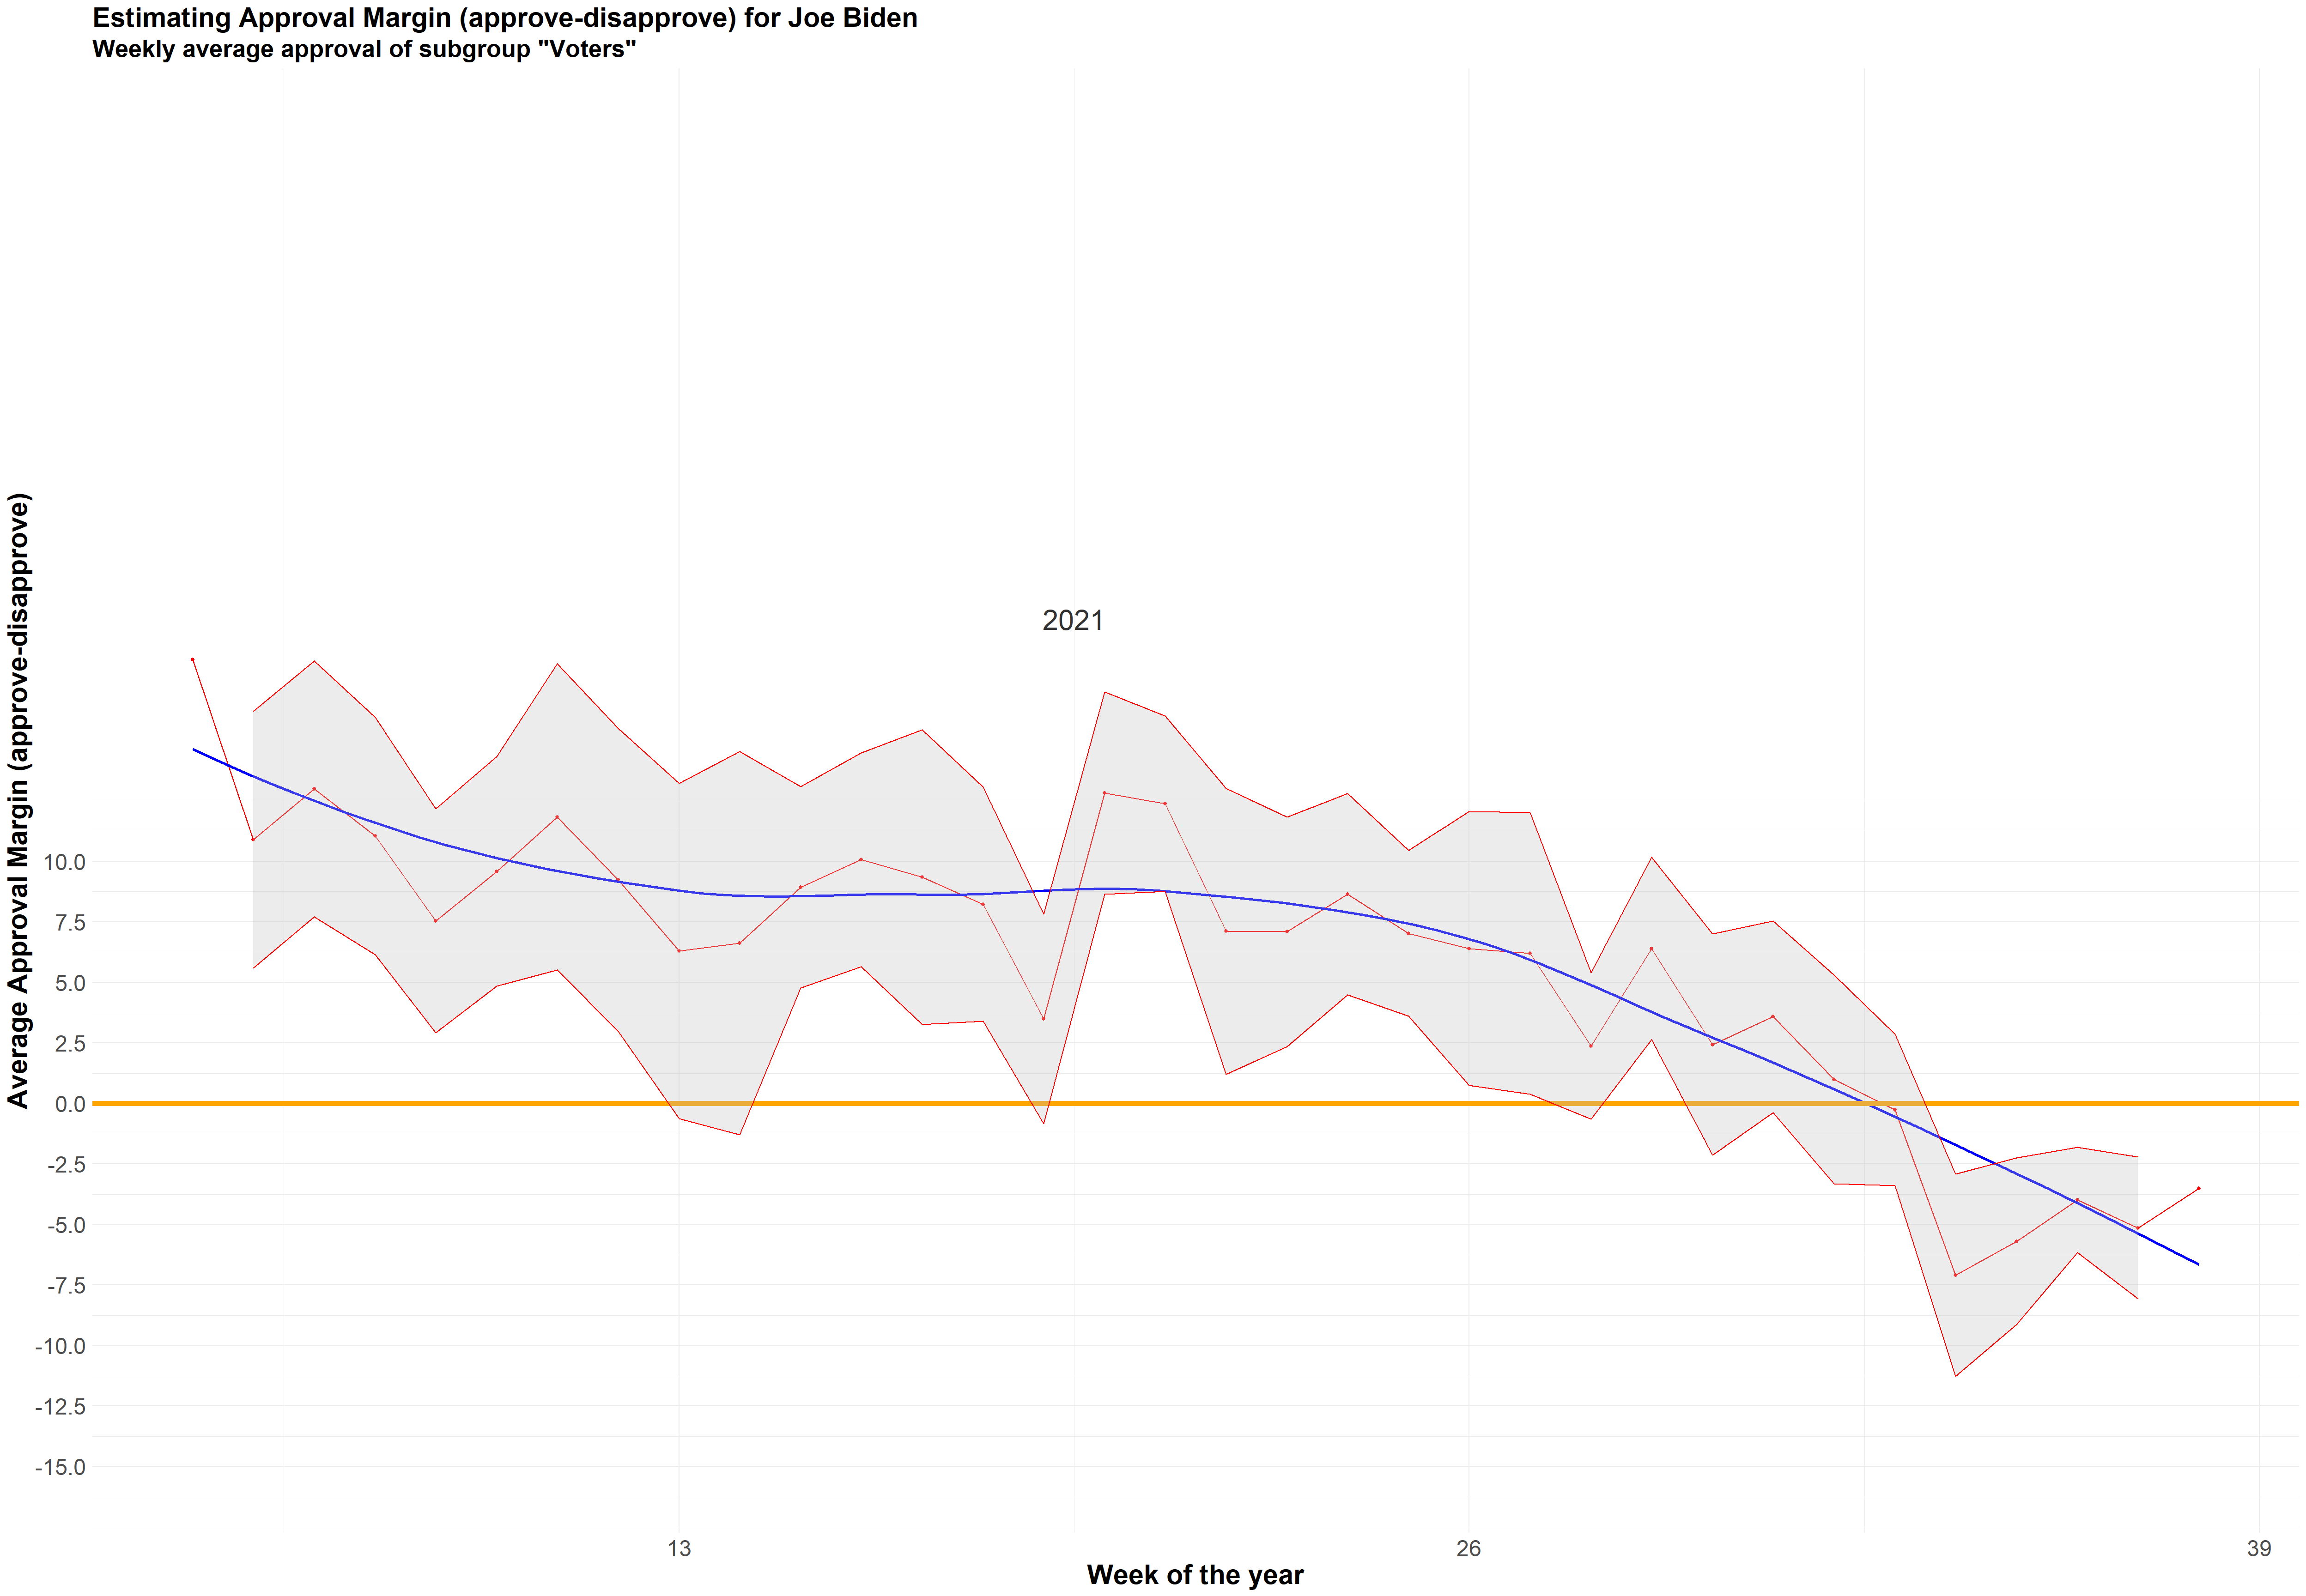 Estimating Approval Margin (approve-disapprove) for Joe Biden
Weekly average approval of subgroup "Voters"
Average Approval Margin (approve-disapprove)
2021
10.0
7.5
5.0
2.5
0.0
-2.5
-5.0
-7.5
-10.0
-12.5
-15.0
13 26 39
Week of the year